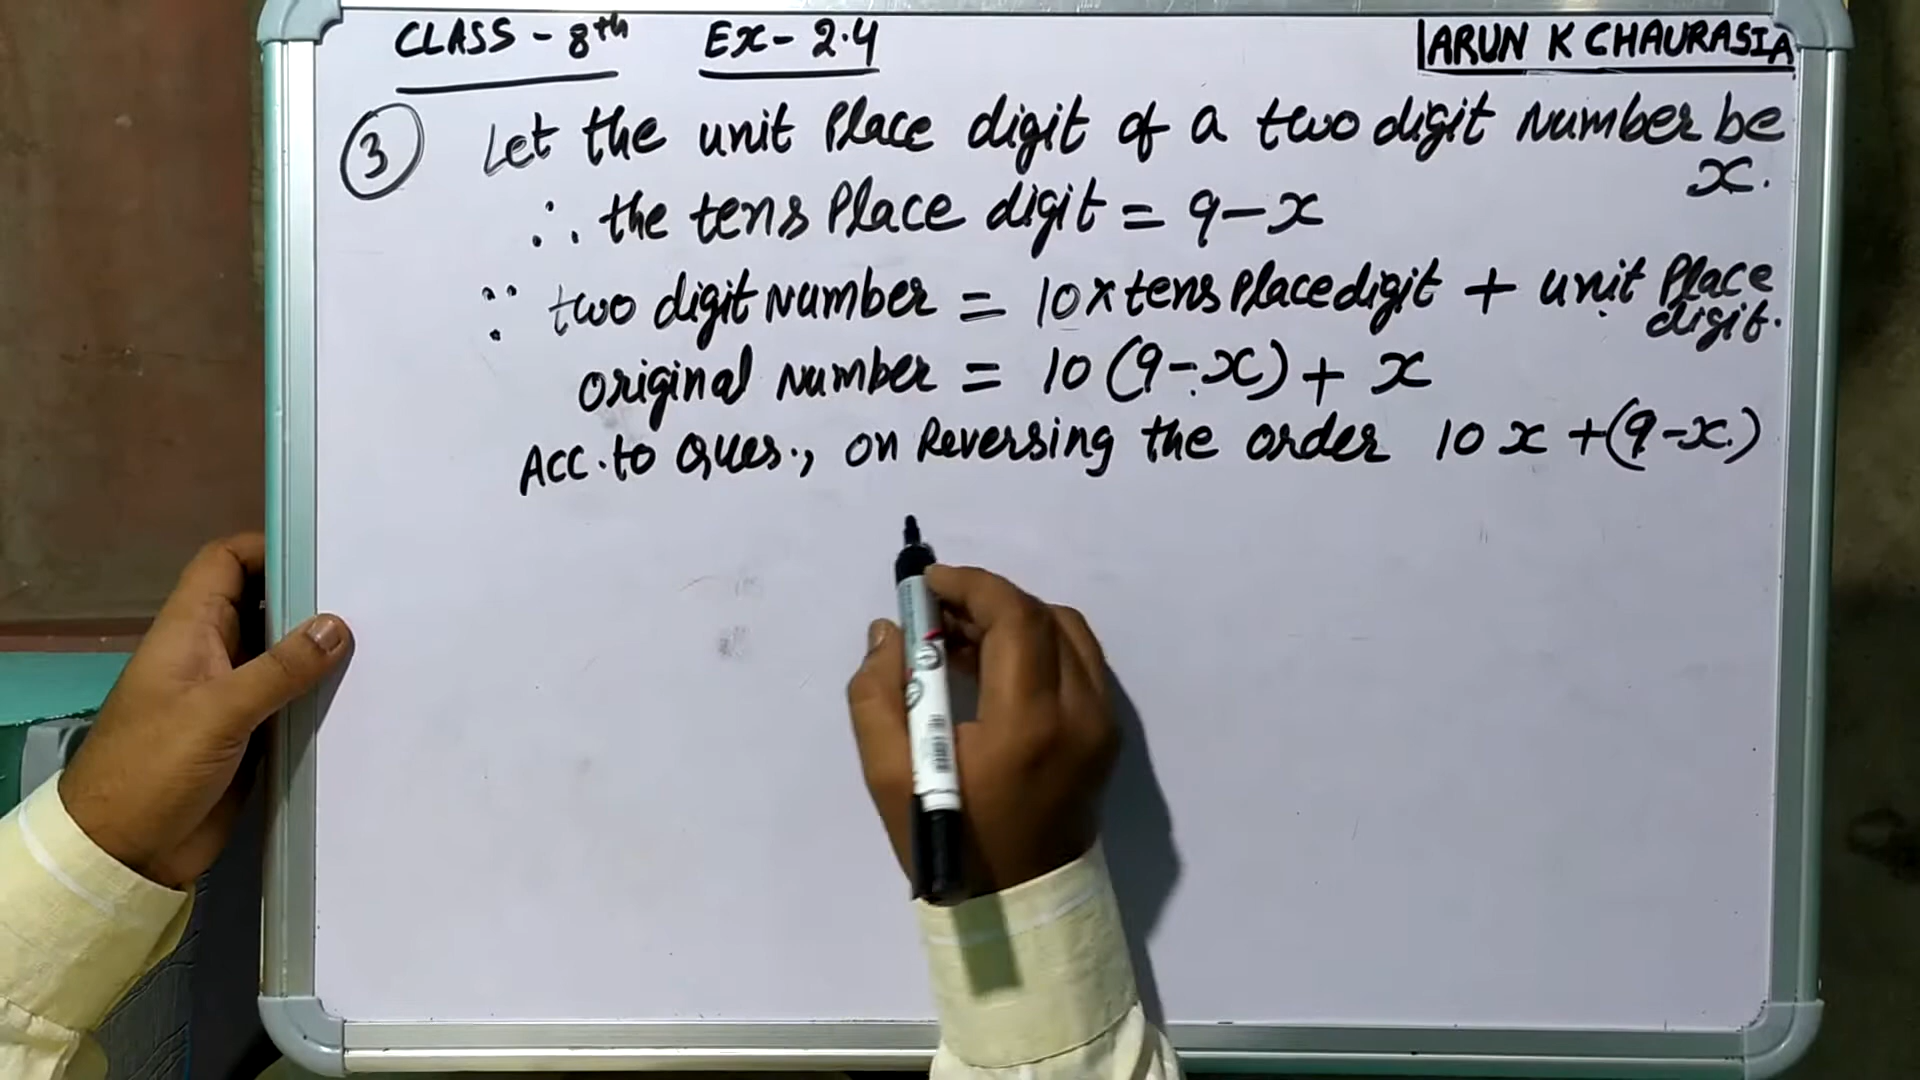 CLASS - 8th EX - 2.4 TARUN K CHAURASIA
3 Let the unit Place digit of a two digit Number be x.
∴ the tens Place digit = 9 - x
∵ two digit Number = 10 x tens Place digit + unit Place digit.
original Number = 10 (9 - x) + x
Acc. to Ques., on Reversing the order 10 x + (9 - x)